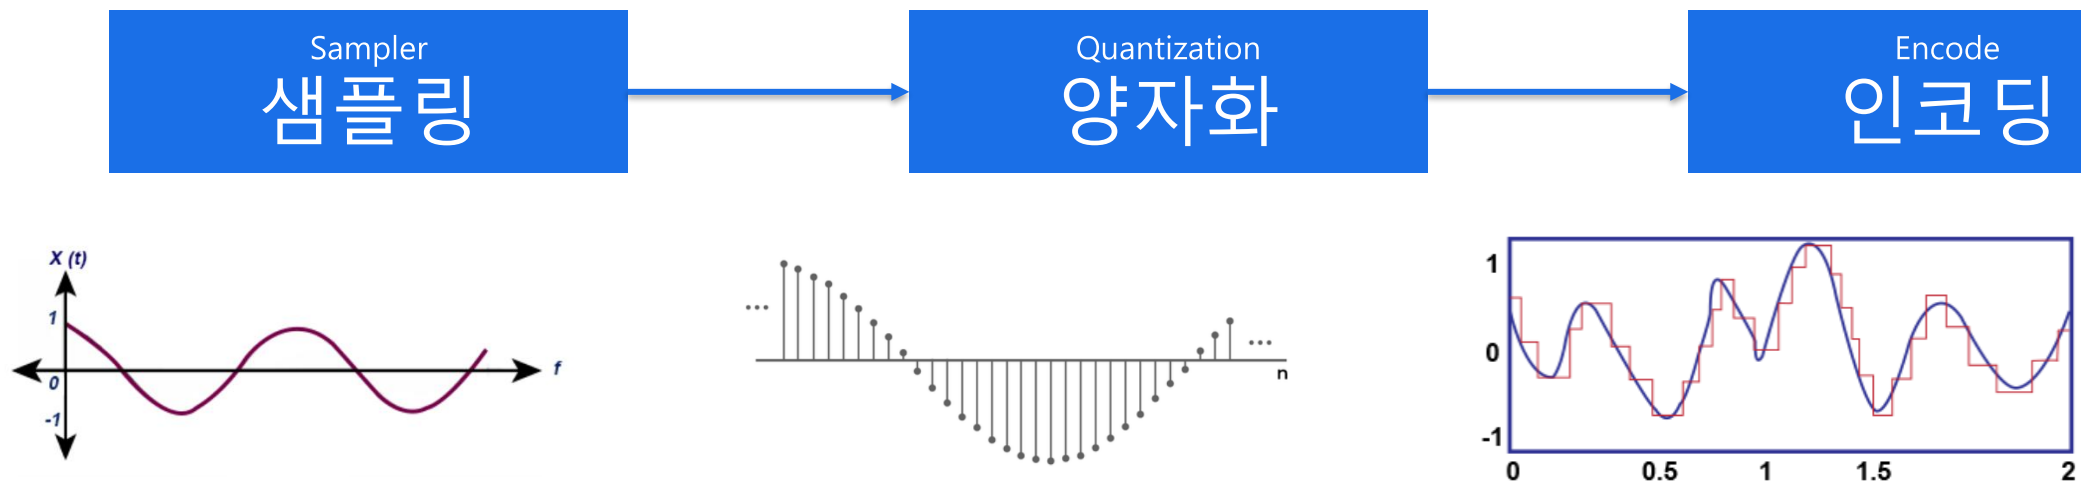 Sampler
샘플링
Quantization
양자화
Encode
인코딩
X (t)
1
0
-1
f
...
...
n
1
0
-1
0 0.5 1 1.5 2